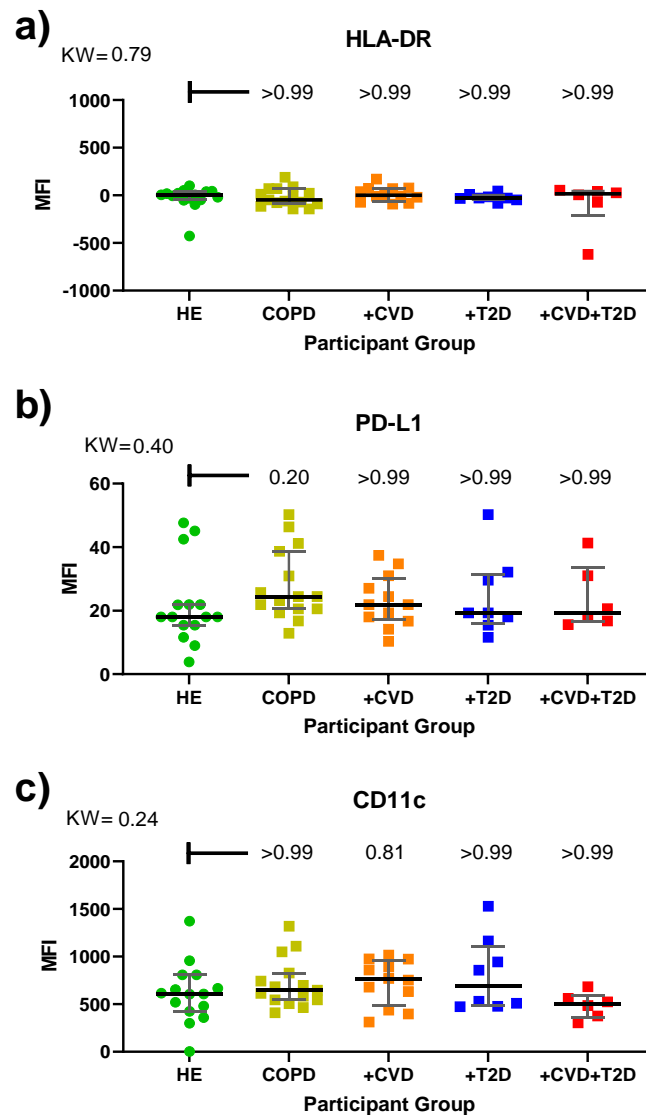 a)
HLA-DR
KW= 0.79
>0.99 >0.99 >0.99 >0.99
1000
500
0
-500
-1000
MFI
HE COPD +CVD +T2D +CVD+T2D
Participant Group
b)
PD-L1
KW= 0.40
0.20 >0.99 >0.99 >0.99
60
40
20
0
MFI
HE COPD +CVD +T2D +CVD+T2D
Participant Group
c)
CD11c
KW= 0.24
>0.99 0.81 >0.99 >0.99
2000
1500
1000
500
0
MFI
HE COPD +CVD +T2D +CVD+T2D
Participant Group